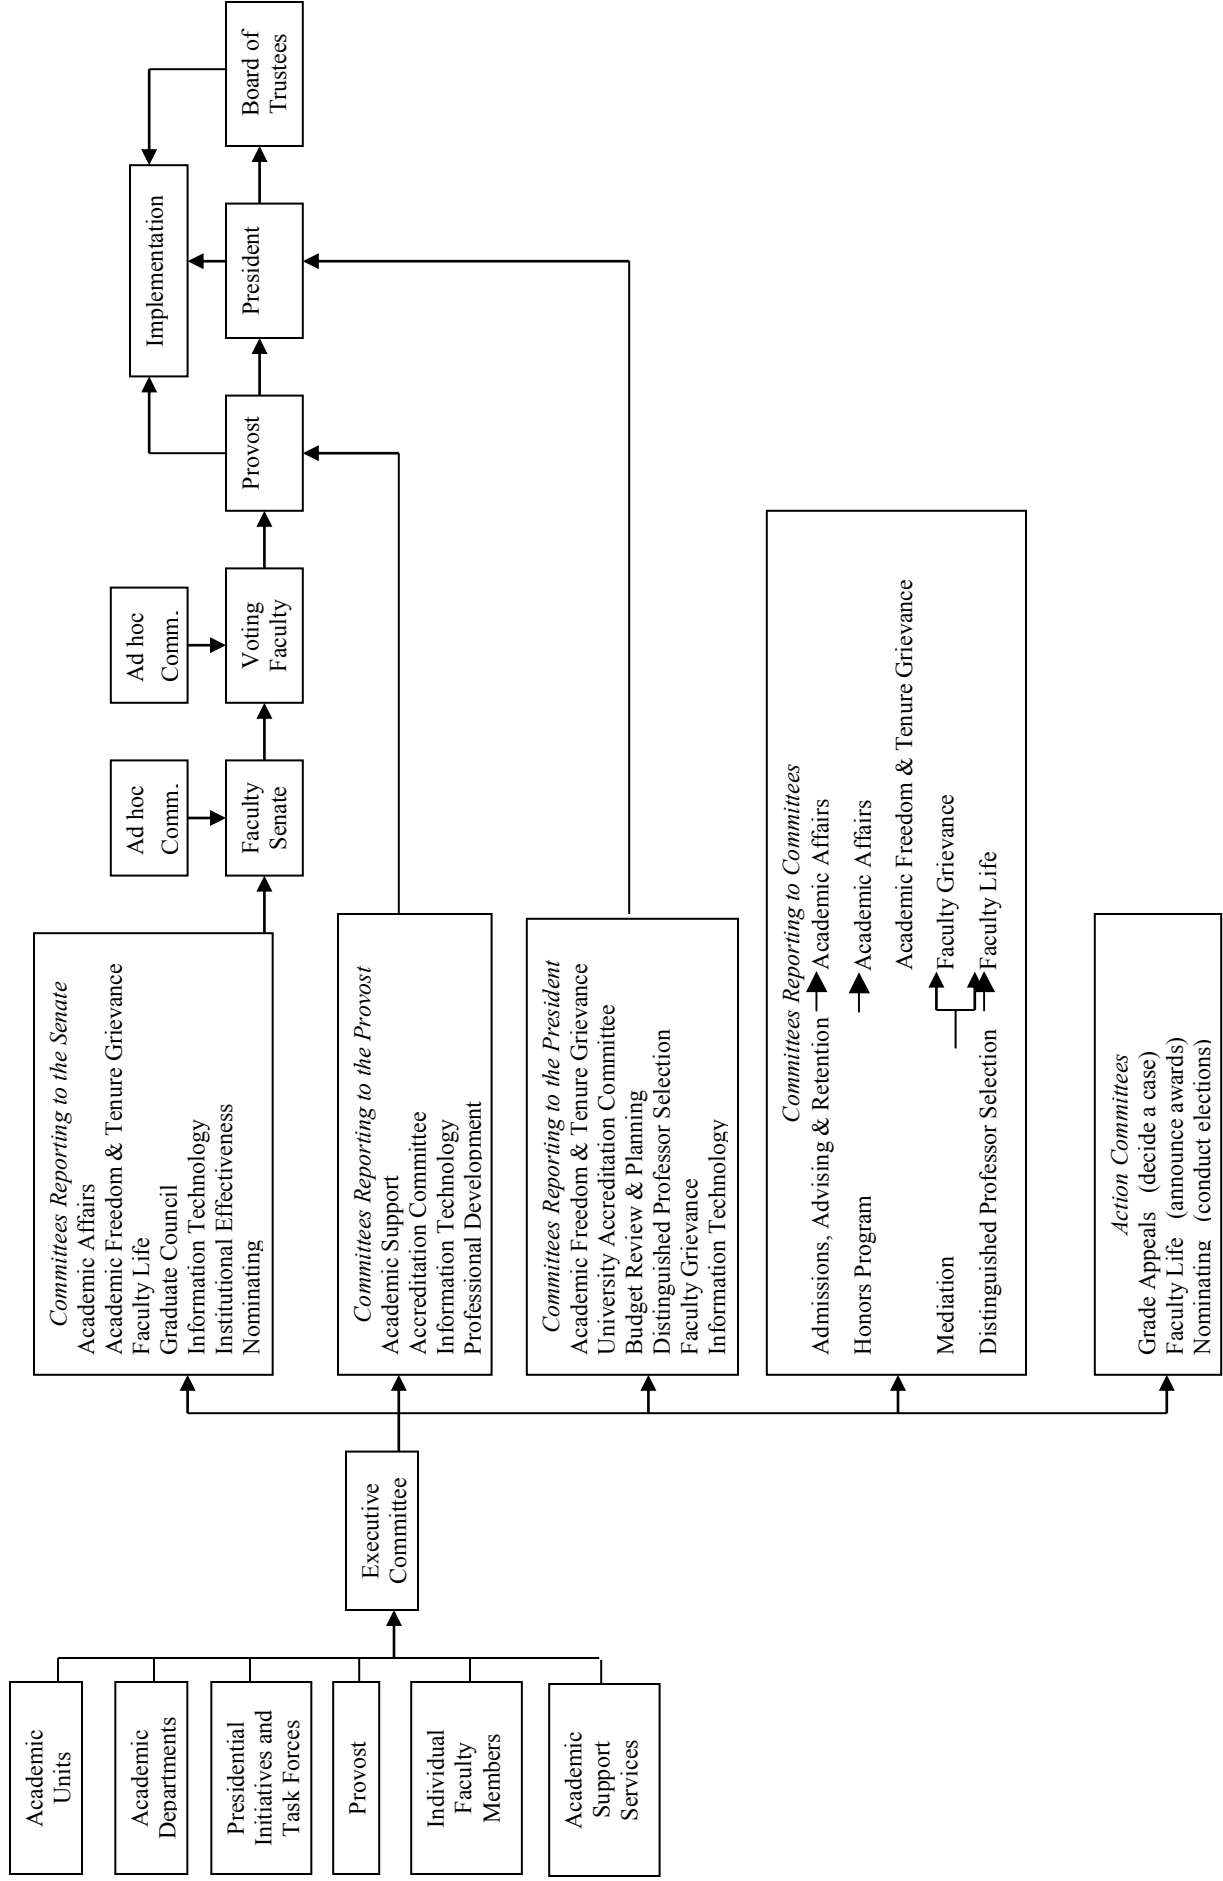 Academic
Units
Academic
Departments
Presidential
Initiatives and
Task Forces
Provost
Individual
Faculty
Members
Academic
Support
Services
Executive
Committee
Committees Reporting to the Senate
Academic Affairs
Academic Freedom & Tenure Grievance
Faculty Life
Graduate Council
Information Technology
Institutional Effectiveness
Nominating
Committees Reporting to the Provost
Academic Support
Accreditation Committee
Information Technology
Professional Development
Committees Reporting to the President
Academic Freedom & Tenure Grievance
University Accreditation Committee
Budget Review & Planning
Distinguished Professor Selection
Faculty Grievance
Information Technology
Committees Reporting to Committees
Admissions, Advising & Retention Academic Affairs
Honors Program Academic Affairs
Academic Freedom & Tenure Grievance
Mediation Faculty Grievance
Distinguished Professor Selection Faculty Life
Action Committees
Grade Appeals (decide a case)
Faculty Life (announce awards)
Nominating (conduct elections)
Ad hoc
Comm.
Faculty
Senate
Ad hoc
Comm.
Voting
Faculty
Provost
Implementation
President
Board of
Trustees